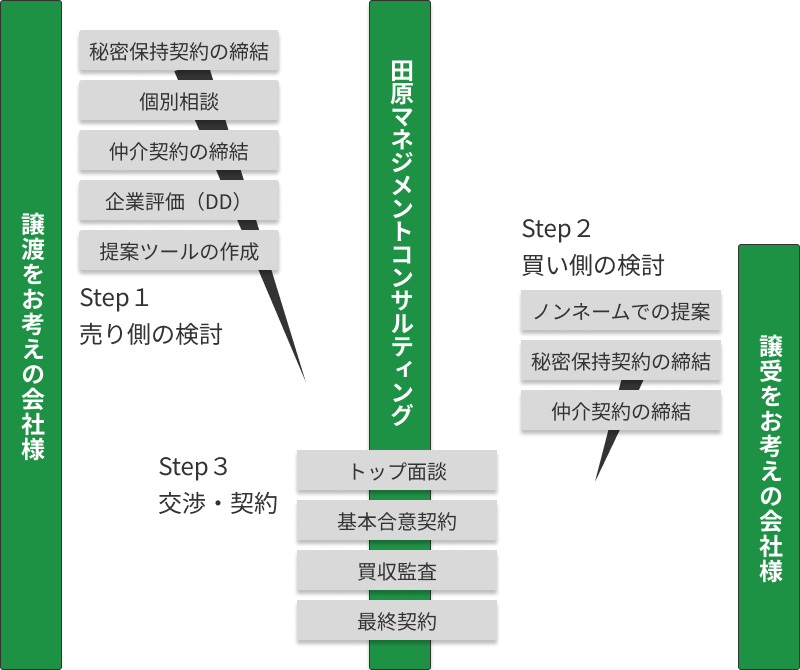 譲渡をお考えの会社様
秘密保持契約の締結
個別相談
仲介契約の締結
企業評価（DD）
提案ツールの作成
Step１
売り側の検討
田原マネジメントコンサルティング
Step２
買い側の検討
ノンネームでの提案
秘密保持契約の締結
仲介契約の締結
譲受をお考えの会社様
Step３
交渉・契約
トップ面談
基本合意契約
買収監査
最終契約